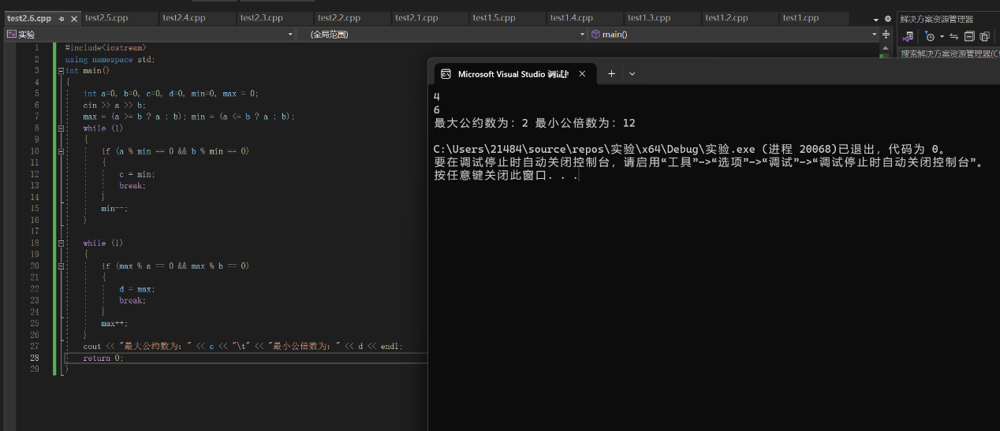 test2.6.cpp test2.5.cpp test2.4.cpp test2.3.cpp test2.2.cpp test2.1.cpp test1.5.cpp test1.4.cpp test1.3.cpp test1.2.cpp test1.cpp 解决方案资源管理器
实验 (全局范围) main()
搜索解决方案资源管理器(C
1 #include<iostream>
2 using namespace std;
3 int main()
4 {
5 int a=0, b=0, c=0, d=0, min=0, max = 0;
6 cin >> a >> b;
7 max = (a >= b ? a : b); min = (a <= b ? a : b);
8 while (1)
9 {
10 if (a % min == 0 && b % min == 0)
11 {
12 c = min;
13 break;
14 }
15 min--;
16 }
17
18 while (1)
19 {
20 if (max % a == 0 && max % b == 0)
21 {
22 d = max;
23 break;
24 }
25 max++;
26 }
27 cout << "最大公约数为：" << c << "\t" << "最小公倍数为：" << d << endl;
28 return 0;
29 }
Microsoft Visual Studio 调试
4
6
最大公约数为：2 最小公倍数为：12
C:\Users\21484\source\repos\实验\x64\Debug\实验.exe (进程 20068)已退出，代码为 0。
要在调试停止时自动关闭控制台，请启用“工具”->“选项”->“调试”->“调试停止时自动关闭控制台”。
按任意键关闭此窗口. . .